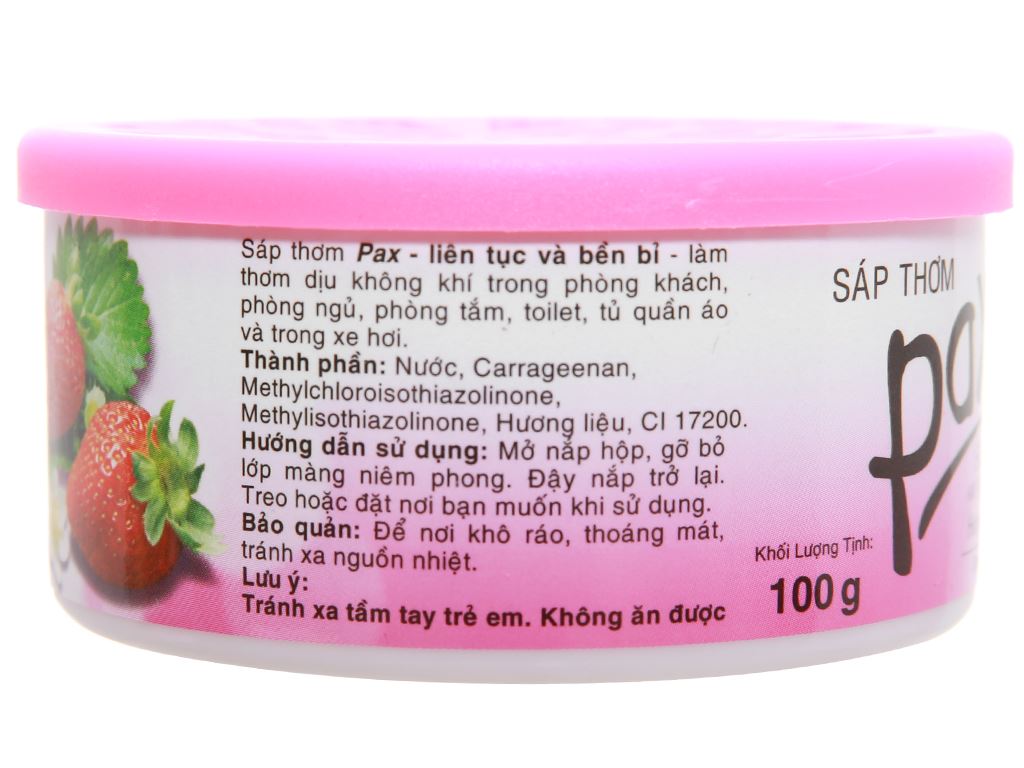 Sáp thơm Pax - liên tục và bền bỉ - làm
thơm dịu không khí trong phòng khách,
phòng ngủ, phòng tắm, toilet, tủ quần áo
và trong xe hơi.
Thành phần: Nước, Carrageenan,
Methylchloroisothiazolinone,
Methylisothiazolinone, Hương liệu, CI 17200.
Hướng dẫn sử dụng: Mở nắp hộp, gỡ bỏ
lớp màng niêm phong. Đậy nắp trở lại.
Treo hoặc đặt nơi bạn muốn khi sử dụng.
Bảo quản: Để nơi khô ráo, thoáng mát,
tránh xa nguồn nhiệt.
Lưu ý:
Tránh xa tầm tay trẻ em. Không ăn được
SÁP THƠM
pax
Khối Lượng Tịnh:
100 g